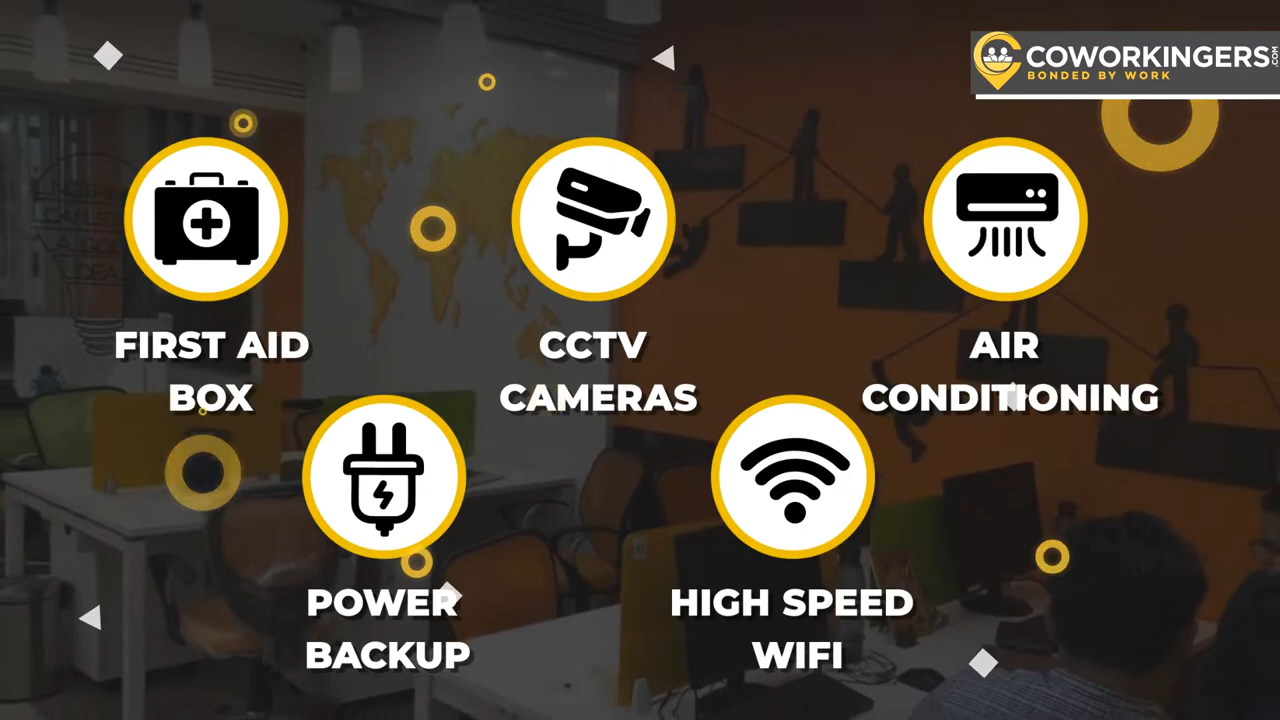 COWORKINGERS.COM
BONDED BY WORK
FIRST AID
BOX
CCTV
CAMERAS
AIR
CONDITIONING
POWER
BACKUP
HIGH SPEED
WIFI